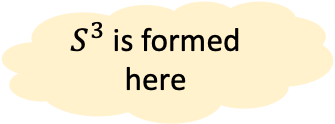 S³ is formed
here